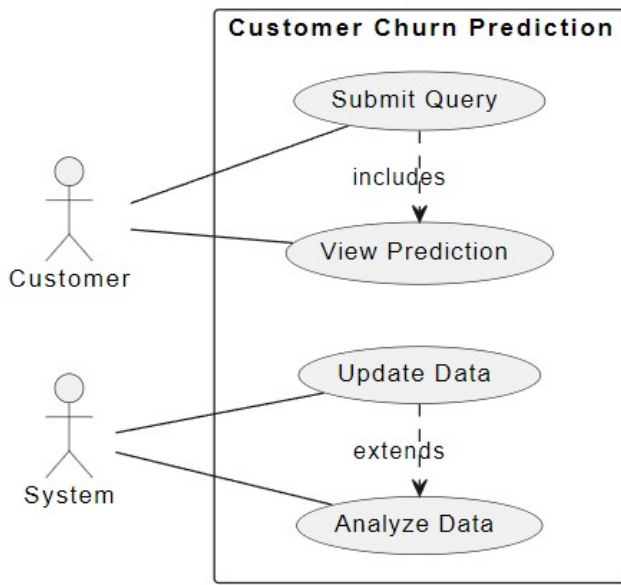 Customer Churn Prediction
Submit Query
includes
View Prediction
Customer
Update Data
extends
System
Analyze Data